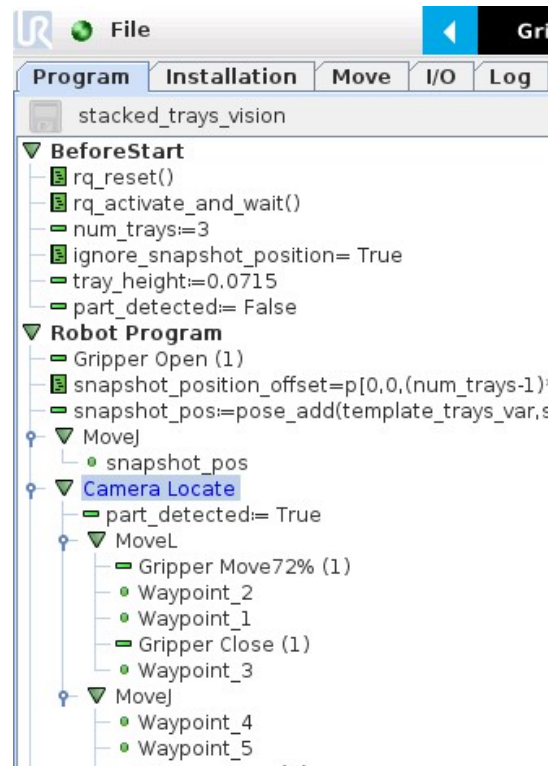 UR File Gri
Program Installation Move I/O Log
stacked_trays_vision
BeforeStart
rq_reset()
rq_activate_and_wait()
num_trays:=3
ignore_snapshot_position= True
tray_height:=0.0715
part_detected:= False
Robot Program
Gripper Open (1)
snapshot_position_offset=p[0,0,(num_trays-1)*
snapshot_pos:=pose_add(template_trays_var,s
MoveJ
snapshot_pos
Camera Locate
part_detected:= True
MoveL
Gripper Move72% (1)
Waypoint_2
Waypoint_1
Gripper Close (1)
Waypoint_3
MoveJ
Waypoint_4
Waypoint_5